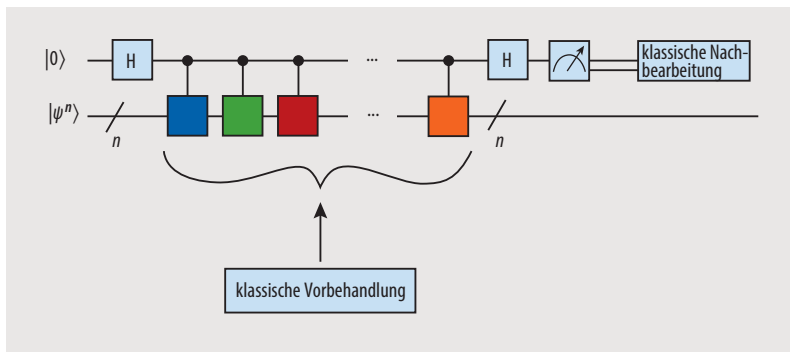 |0⟩ H ... H klassische Nach-
bearbeitung
|ψⁿ⟩ n ... n
klassische Vorbehandlung